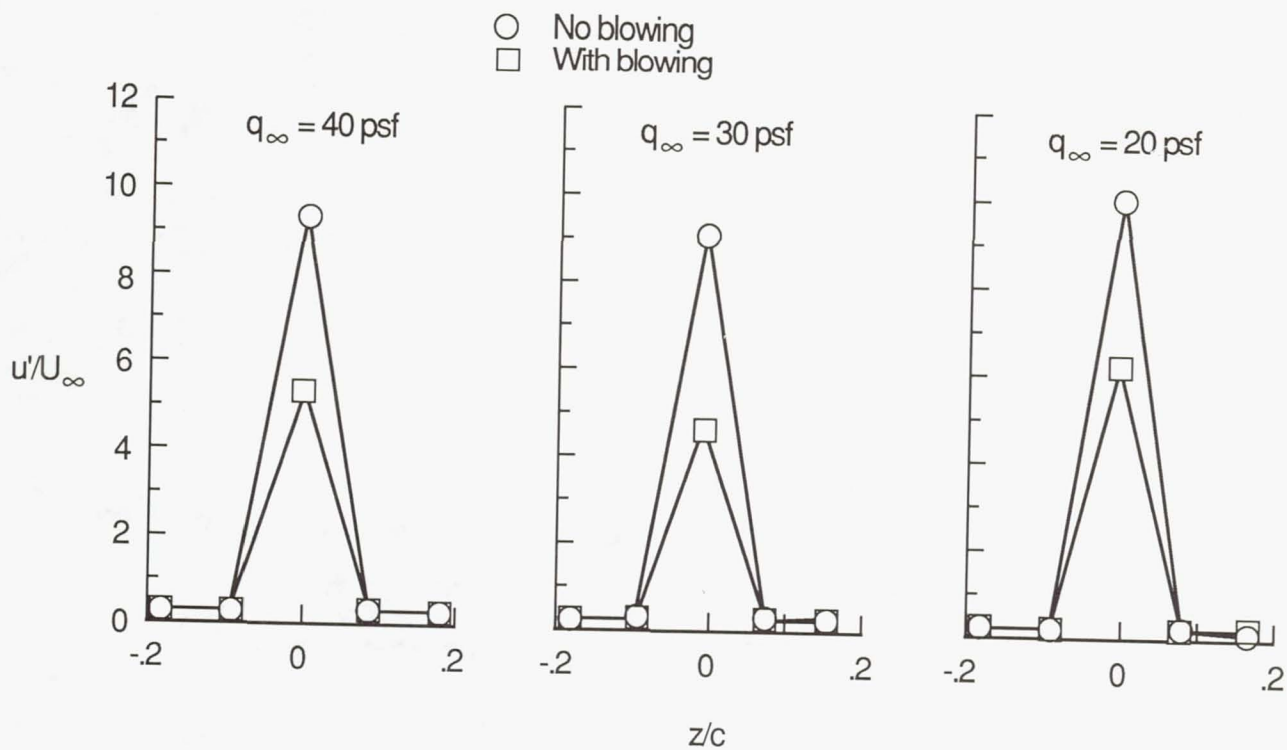 No blowing
With blowing
q∞ = 40 psf
q∞ = 30 psf
q∞ = 20 psf
12
10
8
6
4
2
0
u'/U∞
-.2 0 .2
-.2 0 .2
-.2 0 .2
z/c